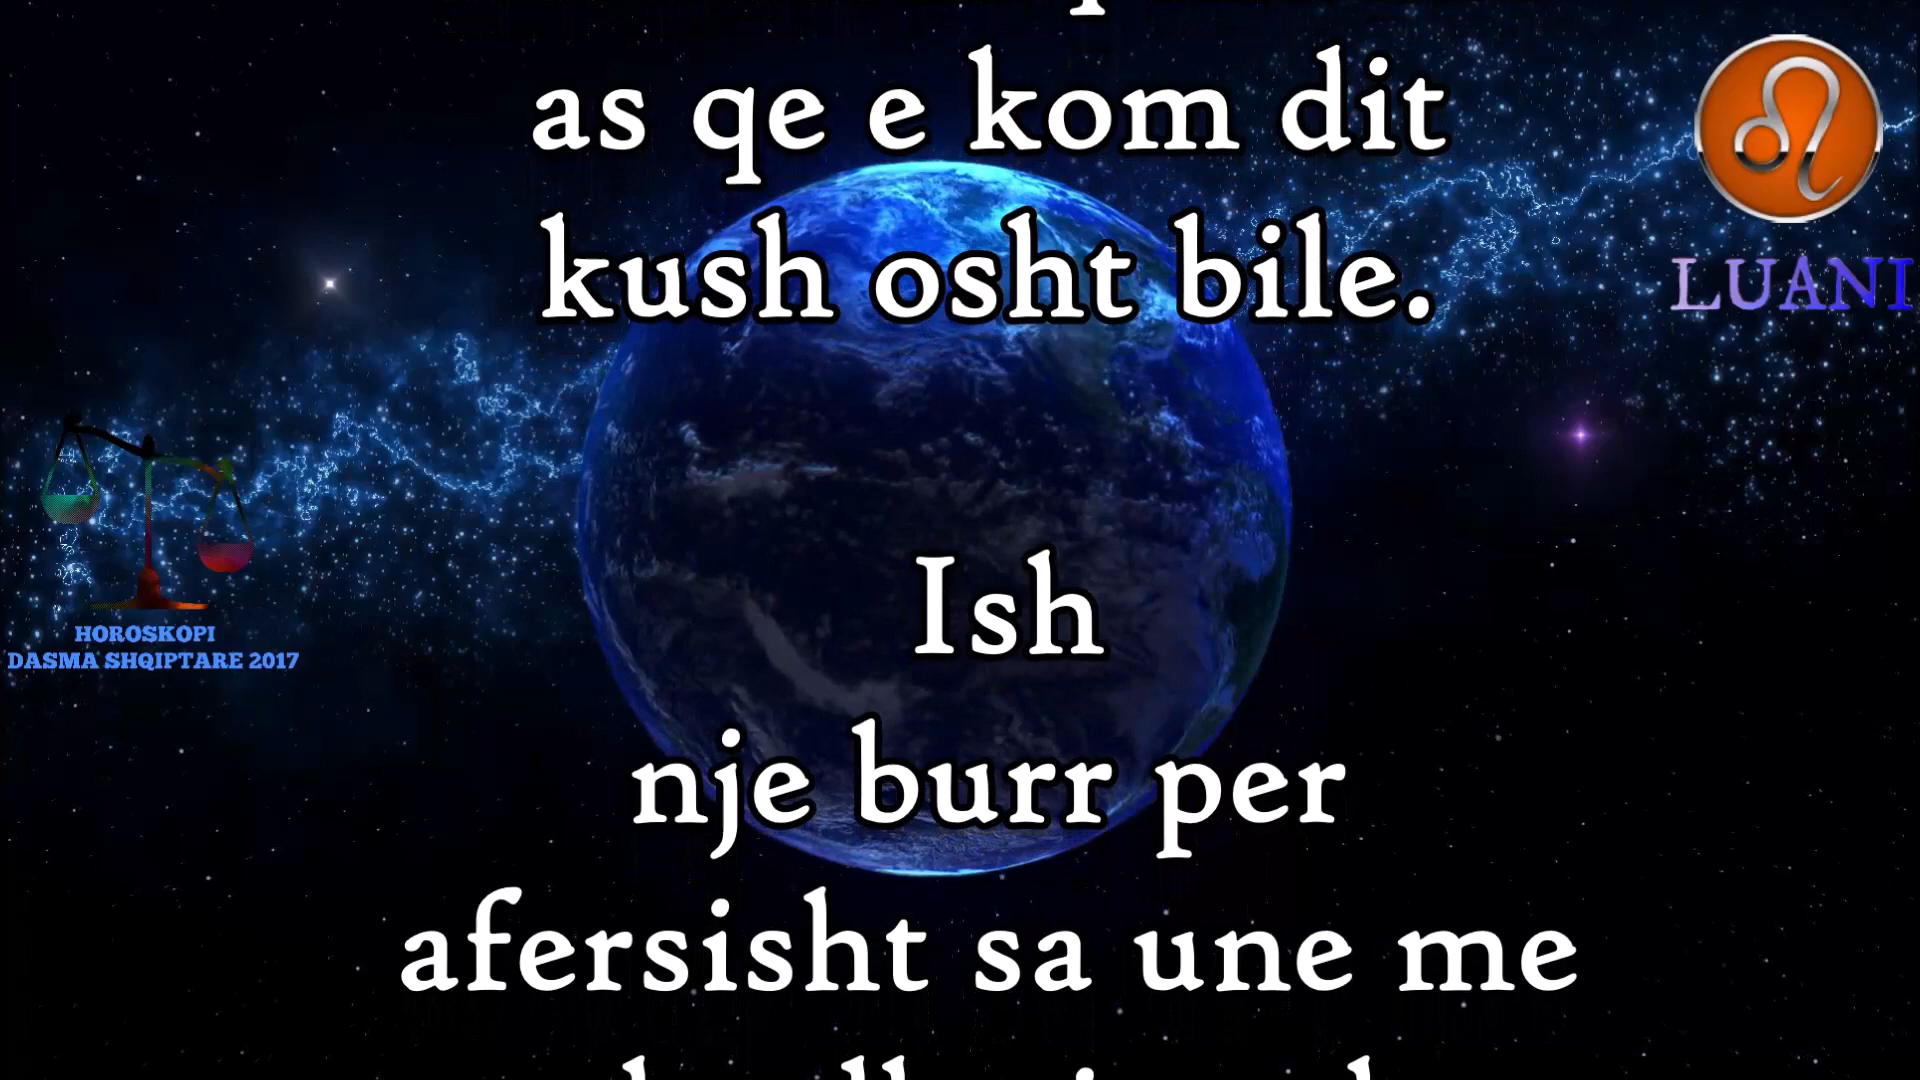 as qe e kom dit
kush osht bile.
LUANI
Ish
nje burr per
afersisht sa une me
HOROSKOPI
DASMA SHQIPTARE 2017